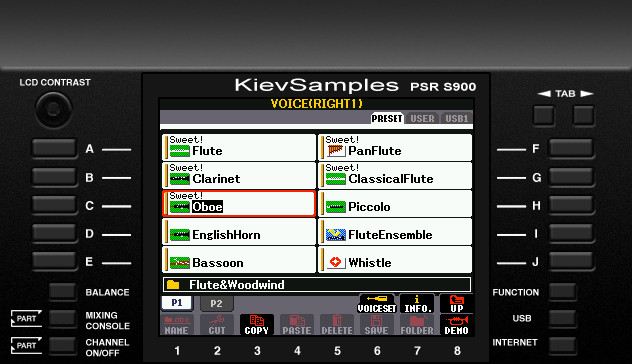 LCD CONTRAST
KievSamples PSR S900
TAB
VOICE(RIGHT1)
PRESET USER USB1
Sweet!
Flute
Sweet!
PanFlute
Sweet!
Clarinet
Sweet!
ClassicalFlute
Sweet!
Oboe
Piccolo
EnglishHorn
FluteEnsemble
Bassoon
Whistle
Flute&Woodwind
P1 P2
VOICESET INFO. UP
NAME CUT COPY PASTE DELETE SAVE FOLDER DEMO
A
B
C
D
E
F
G
H
I
J
BALANCE
PART
MIXING
CONSOLE
PART
CHANNEL
ON/OFF
FUNCTION
USB
INTERNET
1 2 3 4 5 6 7 8